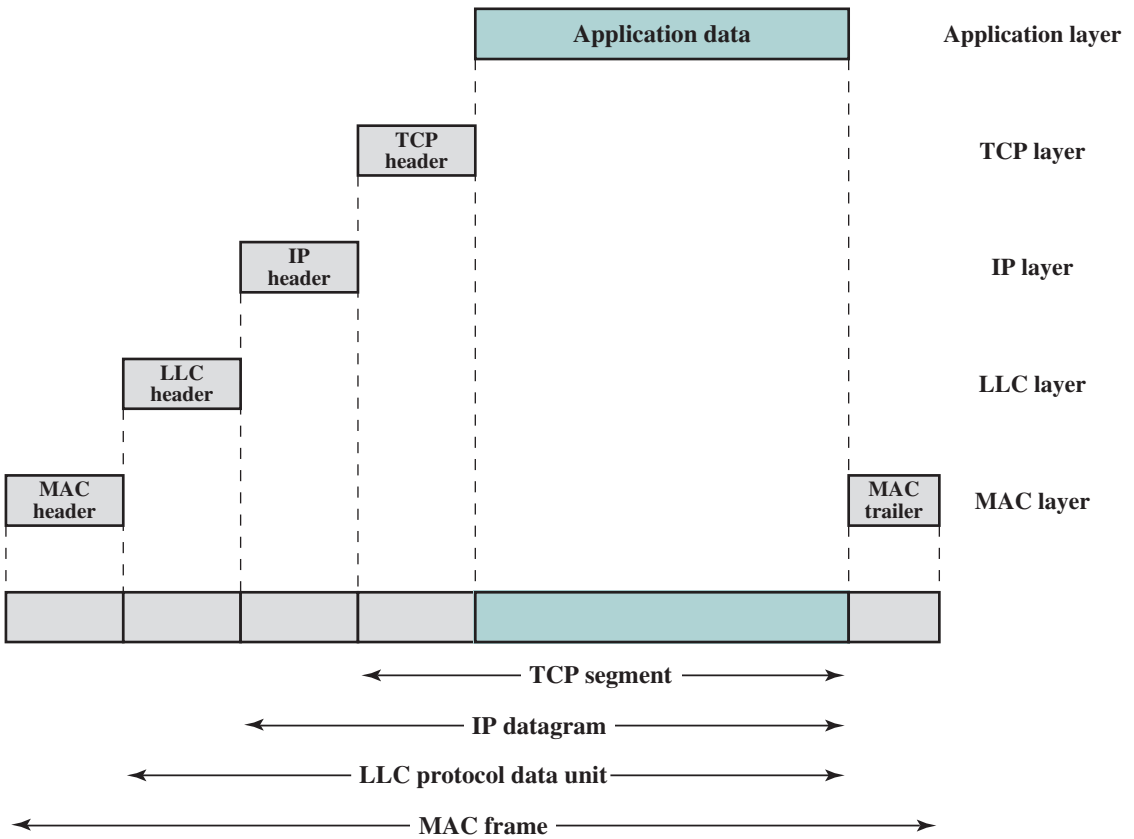 Application data
Application layer
TCP
header
TCP layer
IP
header
IP layer
LLC
header
LLC layer
MAC
header
MAC
trailer
MAC layer
TCP segment
IP datagram
LLC protocol data unit
MAC frame